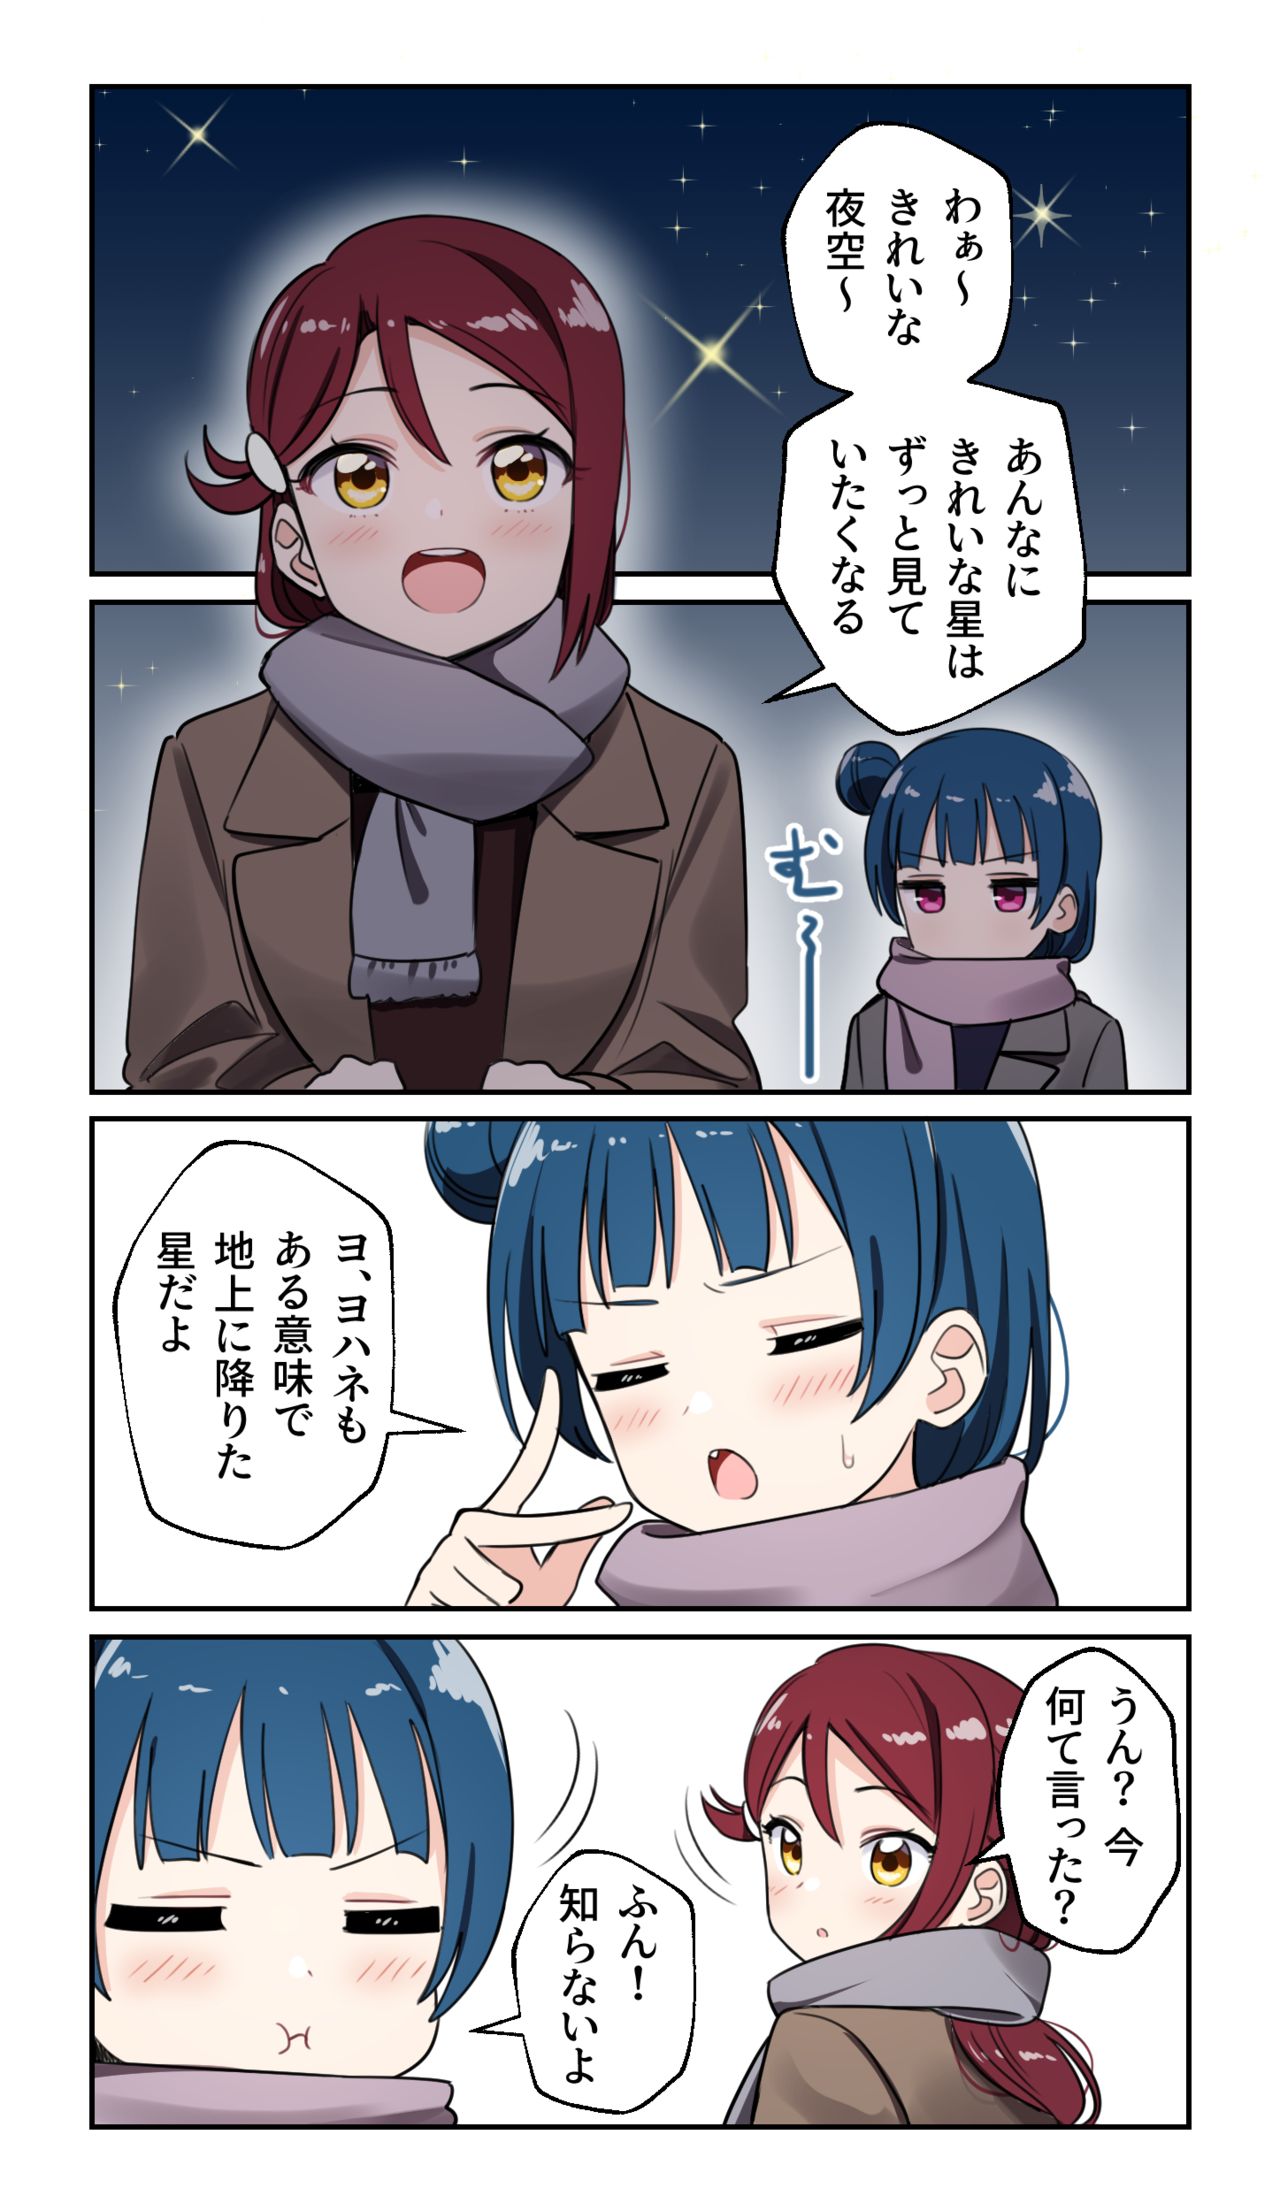 わぁ〜
きれいな
夜空〜
あんなに
きれいな星は
ずっと見て
いたくなる
む〜
ヨ、ヨハネも
ある意味で
地上に降りた
星だよ
うん？今
何て言った？
ふん！
知らないよ